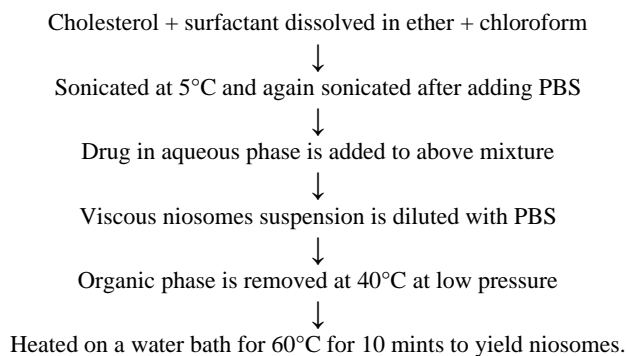 Cholesterol + surfactant dissolved in ether + chloroform
↓
Sonicated at 5°C and again sonicated after adding PBS
↓
Drug in aqueous phase is added to above mixture
↓
Viscous niosomes suspension is diluted with PBS
↓
Organic phase is removed at 40°C at low pressure
↓
Heated on a water bath for 60°C for 10 mints to yield niosomes.